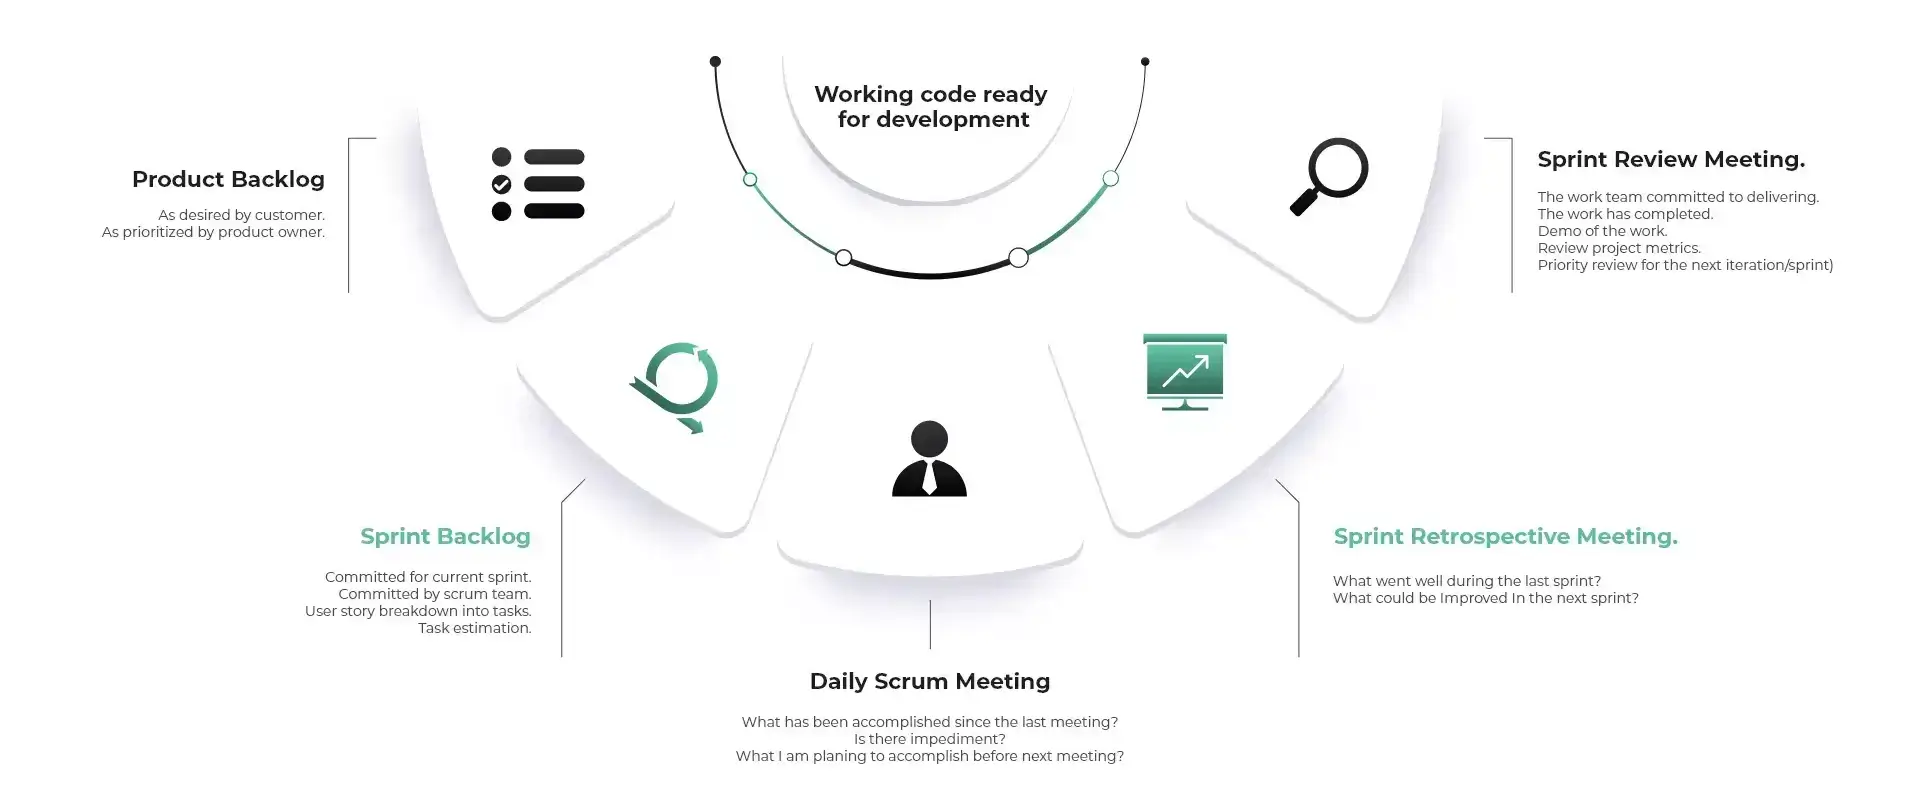 Working code ready
for development
Product Backlog
As desired by customer.
As prioritized by product owner.
Sprint Backlog
Committed for current sprint.
Committed by scrum team.
User story breakdown into tasks.
Task estimation.
Daily Scrum Meeting
What has been accomplished since the last meeting?
Is there impediment?
What I am planing to accomplish before next meeting?
Sprint Retrospective Meeting.
What went well during the last sprint?
What could be Improved In the next sprint?
Sprint Review Meeting.
The work team committed to delivering.
The work has completed.
Demo of the work.
Review project metrics.
Priority review for the next iteration/sprint)